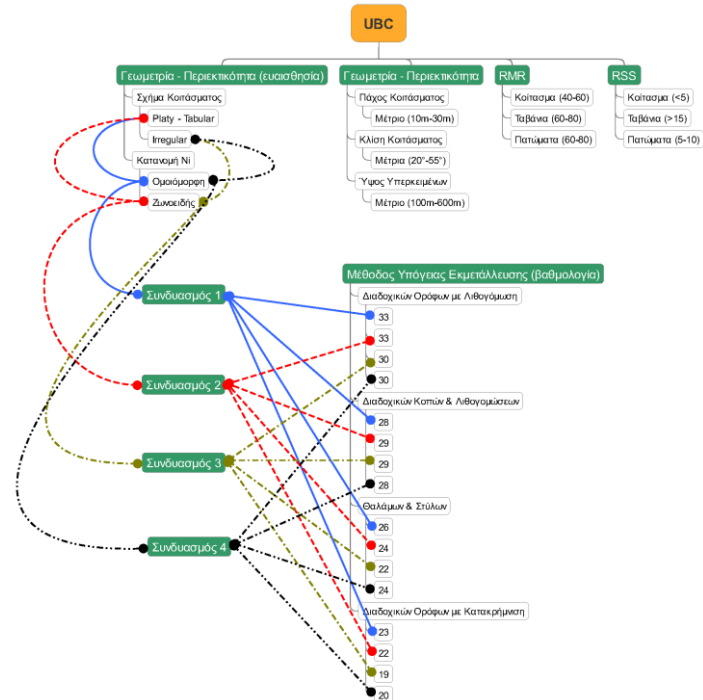 UBC
Γεωμετρία - Περιεκτικότητα (ευαισθησία)
Σχήμα Κοιτάσματος
Platy - Tabular
Irregular
Κατανομή Ni
Ομοιόμορφη
Ζωνοειδής
Γεωμετρία - Περιεκτικότητα
Πάχος Κοιτάσματος
Μέτριο (10m-30m)
Κλίση Κοιτάσματος
Μέτρια (20°-55°)
Ύψος Υπερκειμένων
Μέτριο (100m-600m)
RMR
Κοίτασμα (40-60)
Ταβάνια (60-80)
Πατώματα (60-80)
RSS
Κοίτασμα (<5)
Ταβάνια (>15)
Πατώματα (5-10)
Συνδυασμός 1
Συνδυασμός 2
Συνδυασμός 3
Συνδυασμός 4
Μέθοδος Υπόγειας Εκμετάλλευσης (βαθμολογία)
Διαδοχικών Ορόφων με Λιθογόμωση
33
33
30
30
Διαδοχικών Κοπών & Λιθογομώσεων
28
29
29
28
Θαλάμων & Στύλων
26
24
22
24
Διαδοχικών Ορόφων με Κατακρήμνιση
23
22
19
20